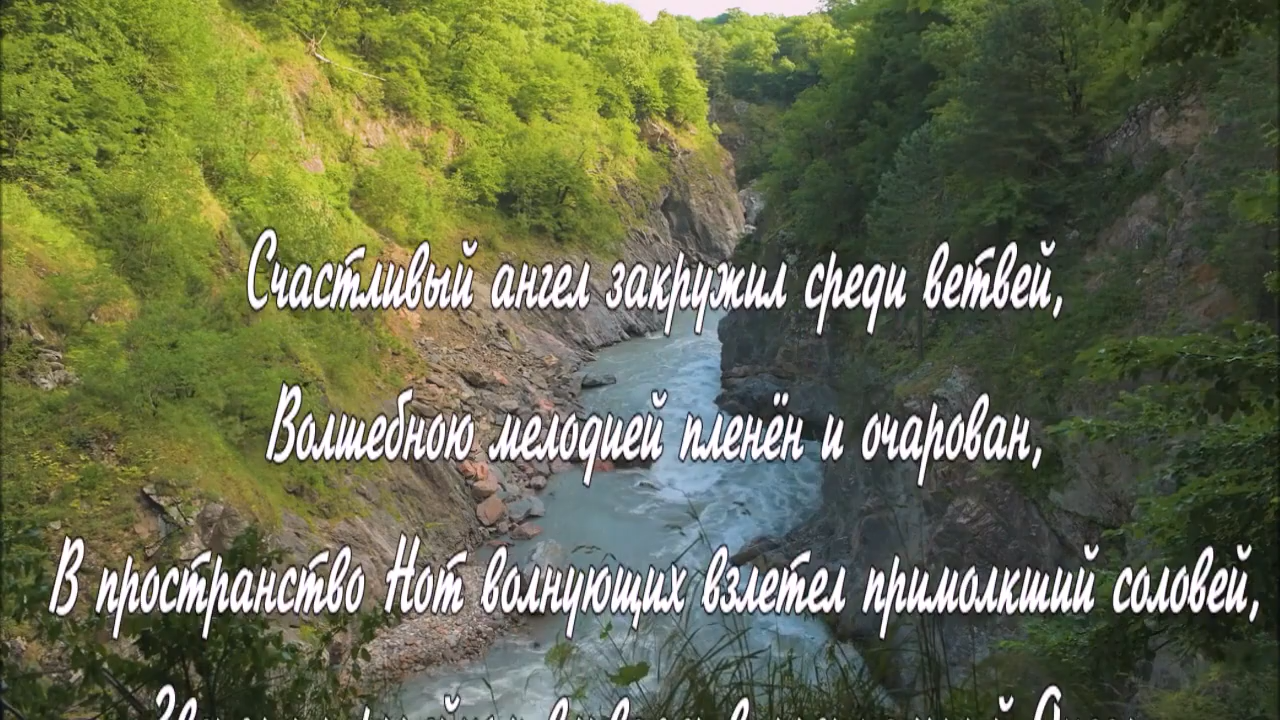 Счастливый ангел закружил среди ветвей,
Волшебною мелодией пленён и очарован,
В пространство Нот волнующих взлетел примолкший соловей,